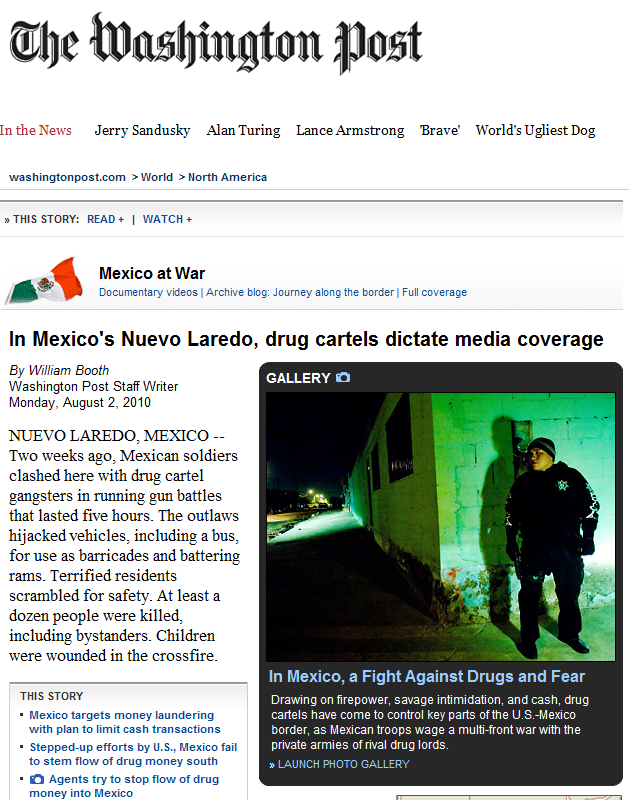 The Washington Post
In the News Jerry Sandusky Alan Turing Lance Armstrong 'Brave' World's Ugliest Dog
washingtonpost.com > World > North America
» THIS STORY: READ + | WATCH +
Mexico at War
Documentary videos | Archive blog: Journey along the border | Full coverage
In Mexico's Nuevo Laredo, drug cartels dictate media coverage
By William Booth
Washington Post Staff Writer
Monday, August 2, 2010
NUEVO LAREDO, MEXICO --
Two weeks ago, Mexican soldiers
clashed here with drug cartel
gangsters in running gun battles
that lasted five hours. The outlaws
hijacked vehicles, including a bus,
for use as barricades and battering
rams. Terrified residents
scrambled for safety. At least a
dozen people were killed,
including bystanders. Children
were wounded in the crossfire.
THIS STORY
▪ Mexico targets money laundering
with plan to limit cash transactions
▪ Stepped-up efforts by U.S., Mexico fail
to stem flow of drug money south
▪ Agents try to stop flow of drug
money into Mexico
GALLERY
In Mexico, a Fight Against Drugs and Fear
Drawing on firepower, savage intimidation, and cash, drug
cartels have come to control key parts of the U.S.-Mexico
border, as Mexican troops wage a multi-front war with the
private armies of rival drug lords.
» LAUNCH PHOTO GALLERY